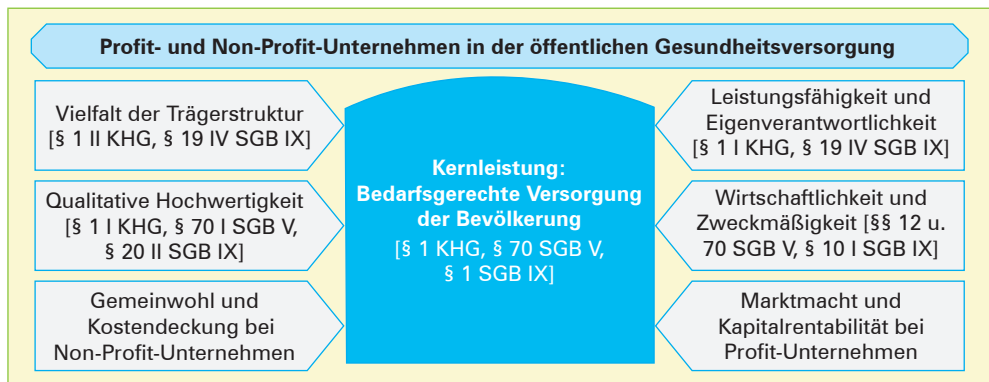 Profit- und Non-Profit-Unternehmen in der öffentlichen Gesundheitsversorgung
Vielfalt der Trägerstruktur
[§ 1 II KHG, § 19 IV SGB IX]
Qualitative Hochwertigkeit
[§ 1 I KHG, § 70 I SGB V,
§ 20 II SGB IX]
Gemeinwohl und
Kostendeckung bei
Non-Profit-Unternehmen
Kernleistung:
Bedarfsgerechte Versorgung
der Bevölkerung
[§ 1 KHG, § 70 SGB V,
§ 1 SGB IX]
Leistungsfähigkeit und
Eigenverantwortlichkeit
[§ 1 I KHG, § 19 IV SGB IX]
Wirtschaftlichkeit und
Zweckmäßigkeit [§§ 12 u.
70 SGB V, § 10 I SGB IX]
Marktmacht und
Kapitalrentabilität bei
Profit-Unternehmen